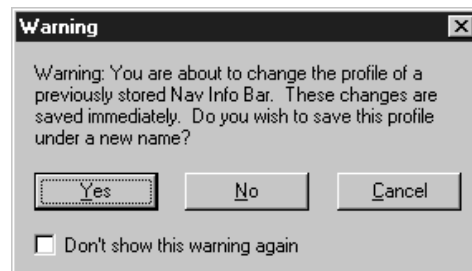 Warning
Warning: You are about to change the profile of a
previously stored Nav Info Bar. These changes are
saved immediately. Do you wish to save this profile
under a new name?
Yes No Cancel
Don't show this warning again